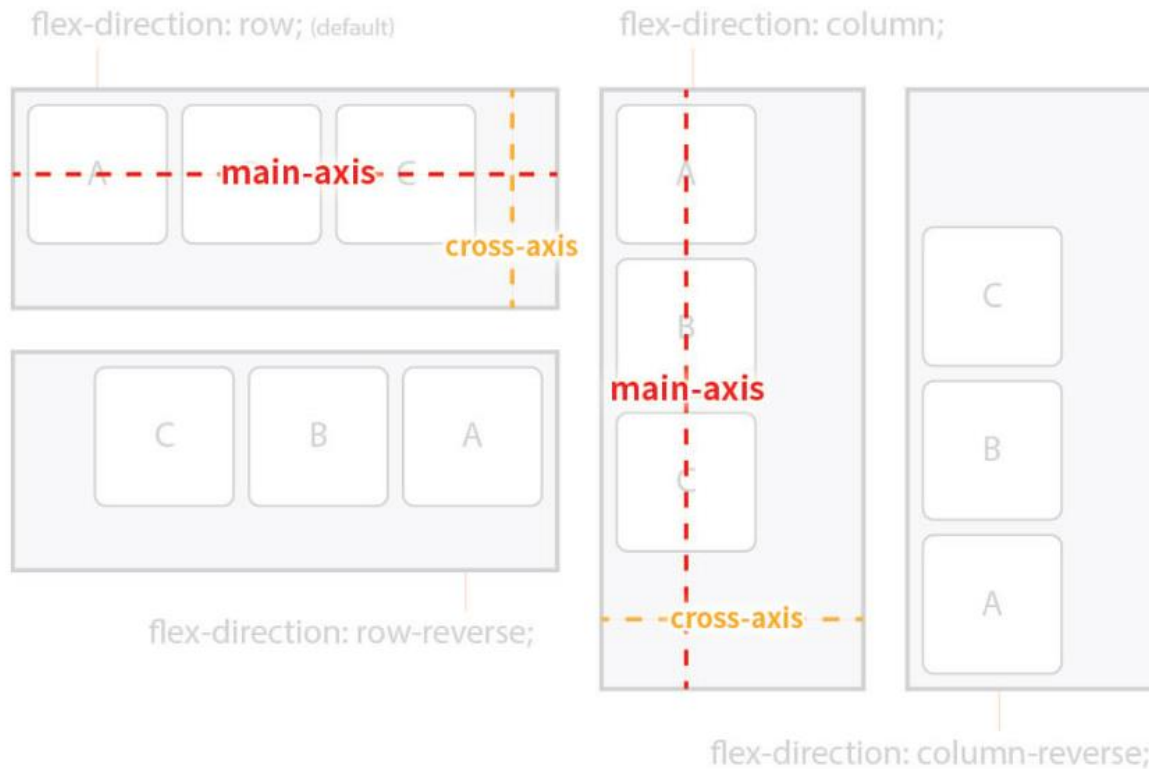 flex-direction: row; (default)
A
main-axis
C
cross-axis
C
B
A
flex-direction: row-reverse;
flex-direction: column;
A
B
main-axis
C
cross-axis
C
B
A
flex-direction: column-reverse;